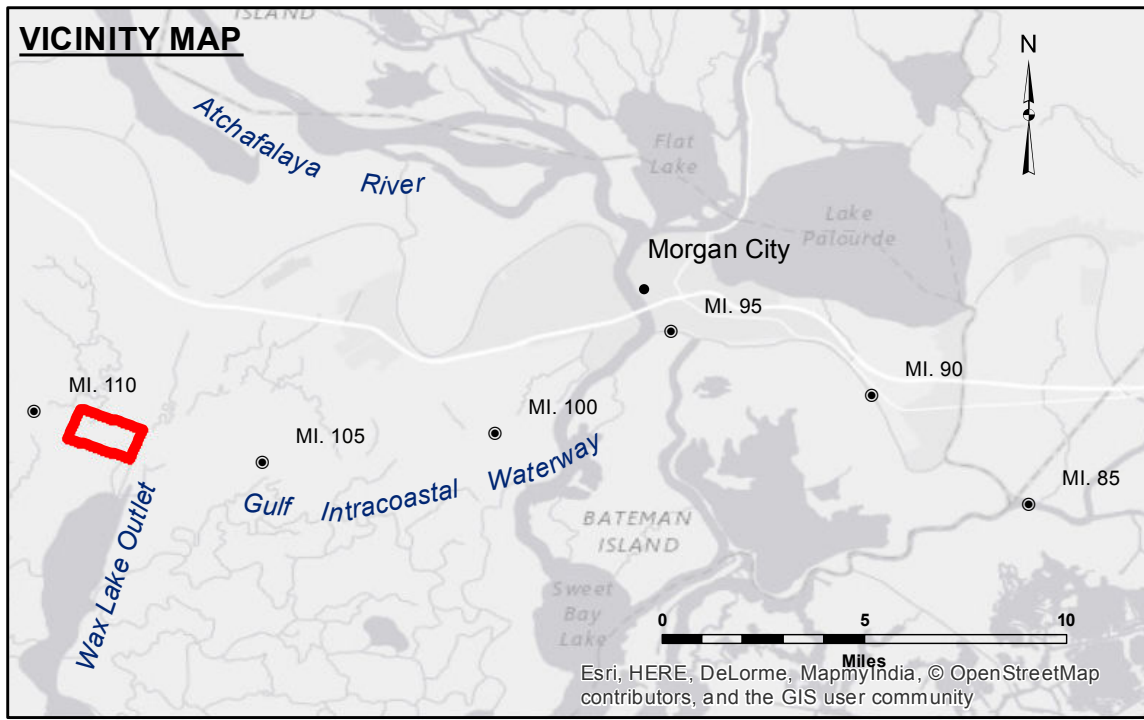 ISLAND
VICINITY MAP
N
Atchafalaya River
Flat
Lake
Lake
Palourde
Morgan City
MI. 95
MI. 90
MI. 110
MI. 100
MI. 105
MI. 85
Gulf Intracoastal Waterway
Wax Lake Outlet
BATEMAN
ISLAND
Sweet
Bay
Lake
0 5 10
Miles
Esri, HERE, DeLorme, MapmyIndia, © OpenStreetMap
contributors, and the GIS user community